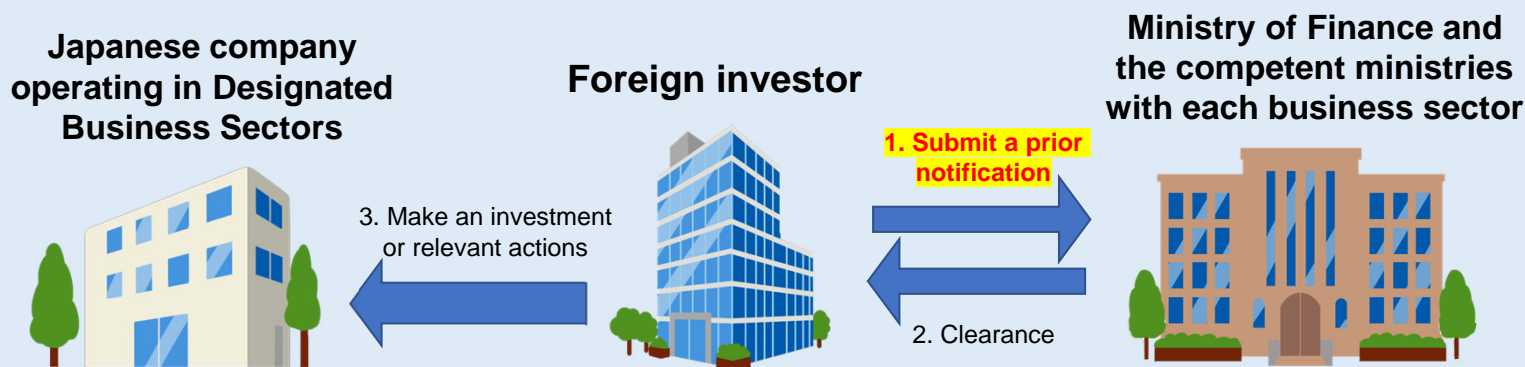 Japanese company
operating in Designated
Business Sectors
Foreign investor
Ministry of Finance and
the competent ministries
with each business sector
1. Submit a prior
notification
2. Clearance
3. Make an investment
or relevant actions